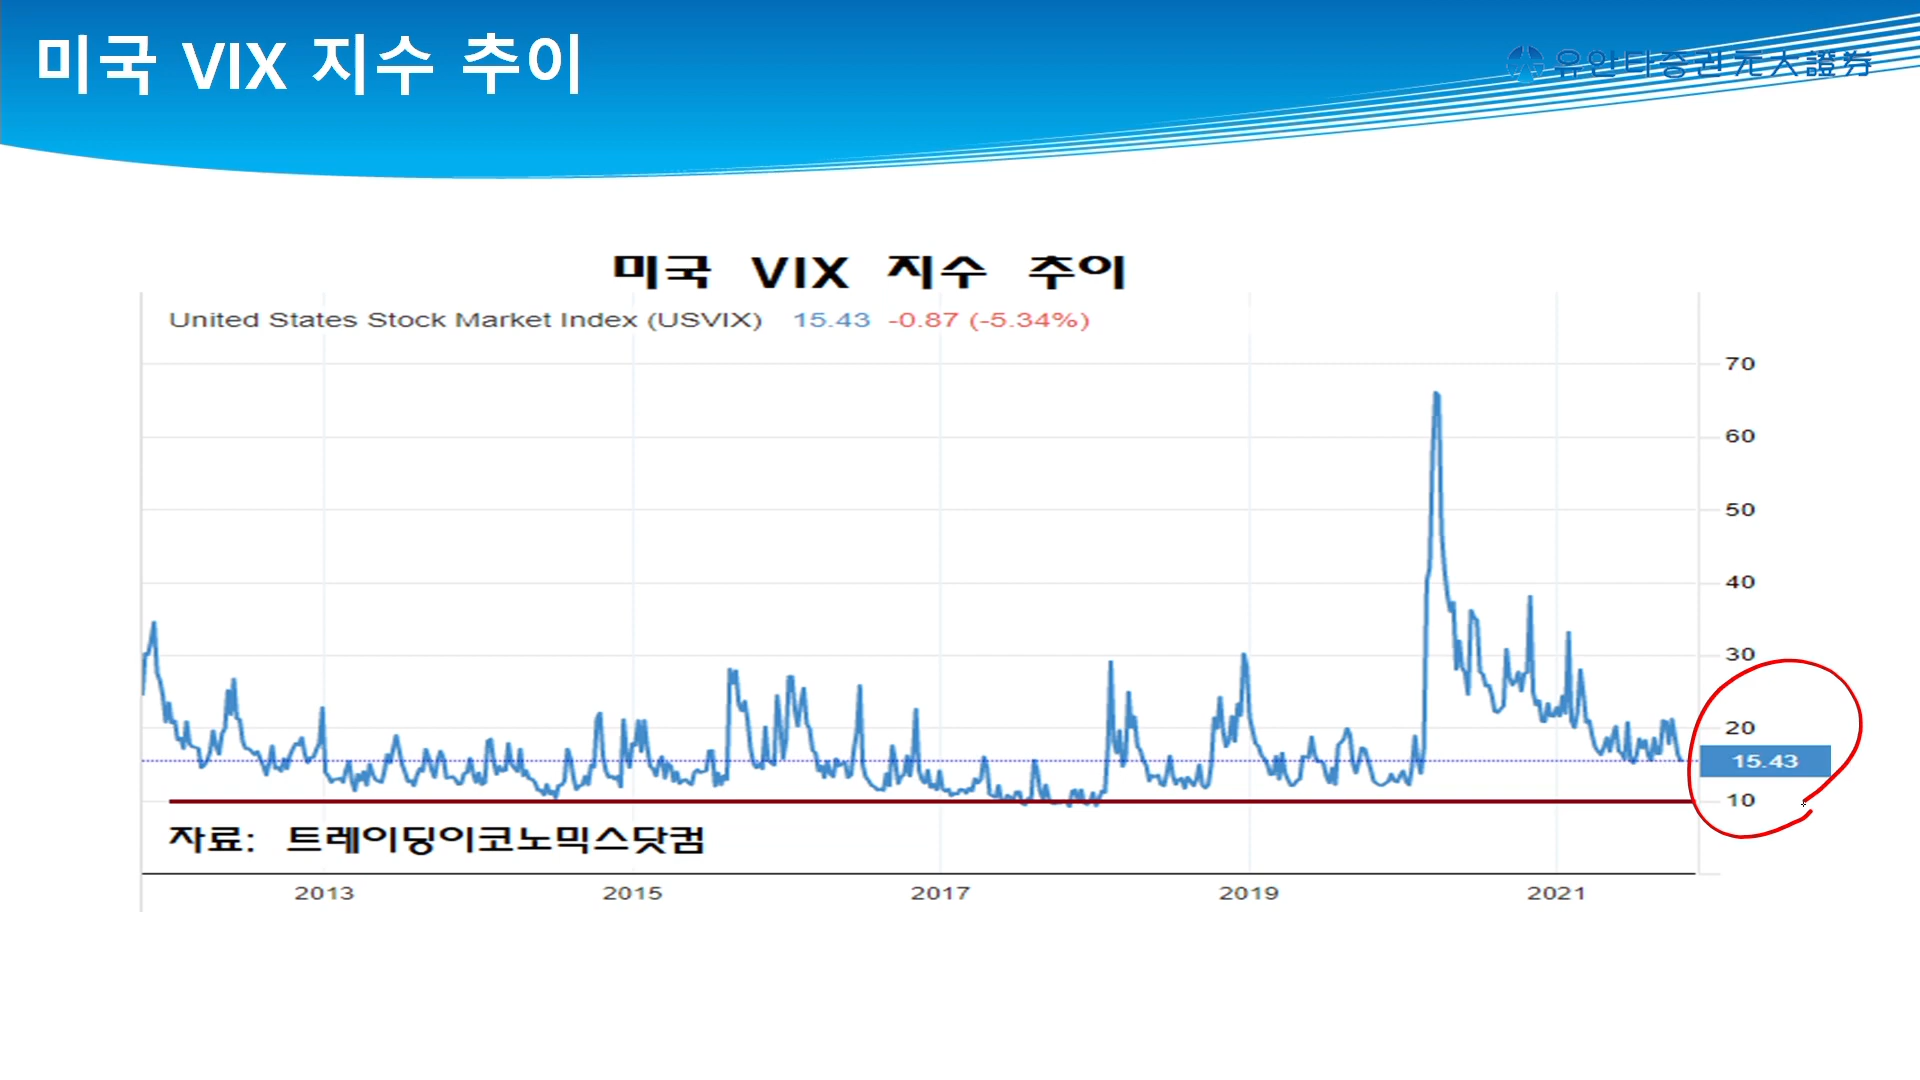 미국 VIX 지수 추이
유안타증권 元大證券
미국 VIX 지수 추이
United States Stock Market Index (USVIX) 15.43 -0.87 (-5.34%)
70
60
50
40
30
20
15.43
10
자료: 트레이딩이코노믹스닷컴
2013 2015 2017 2019 2021